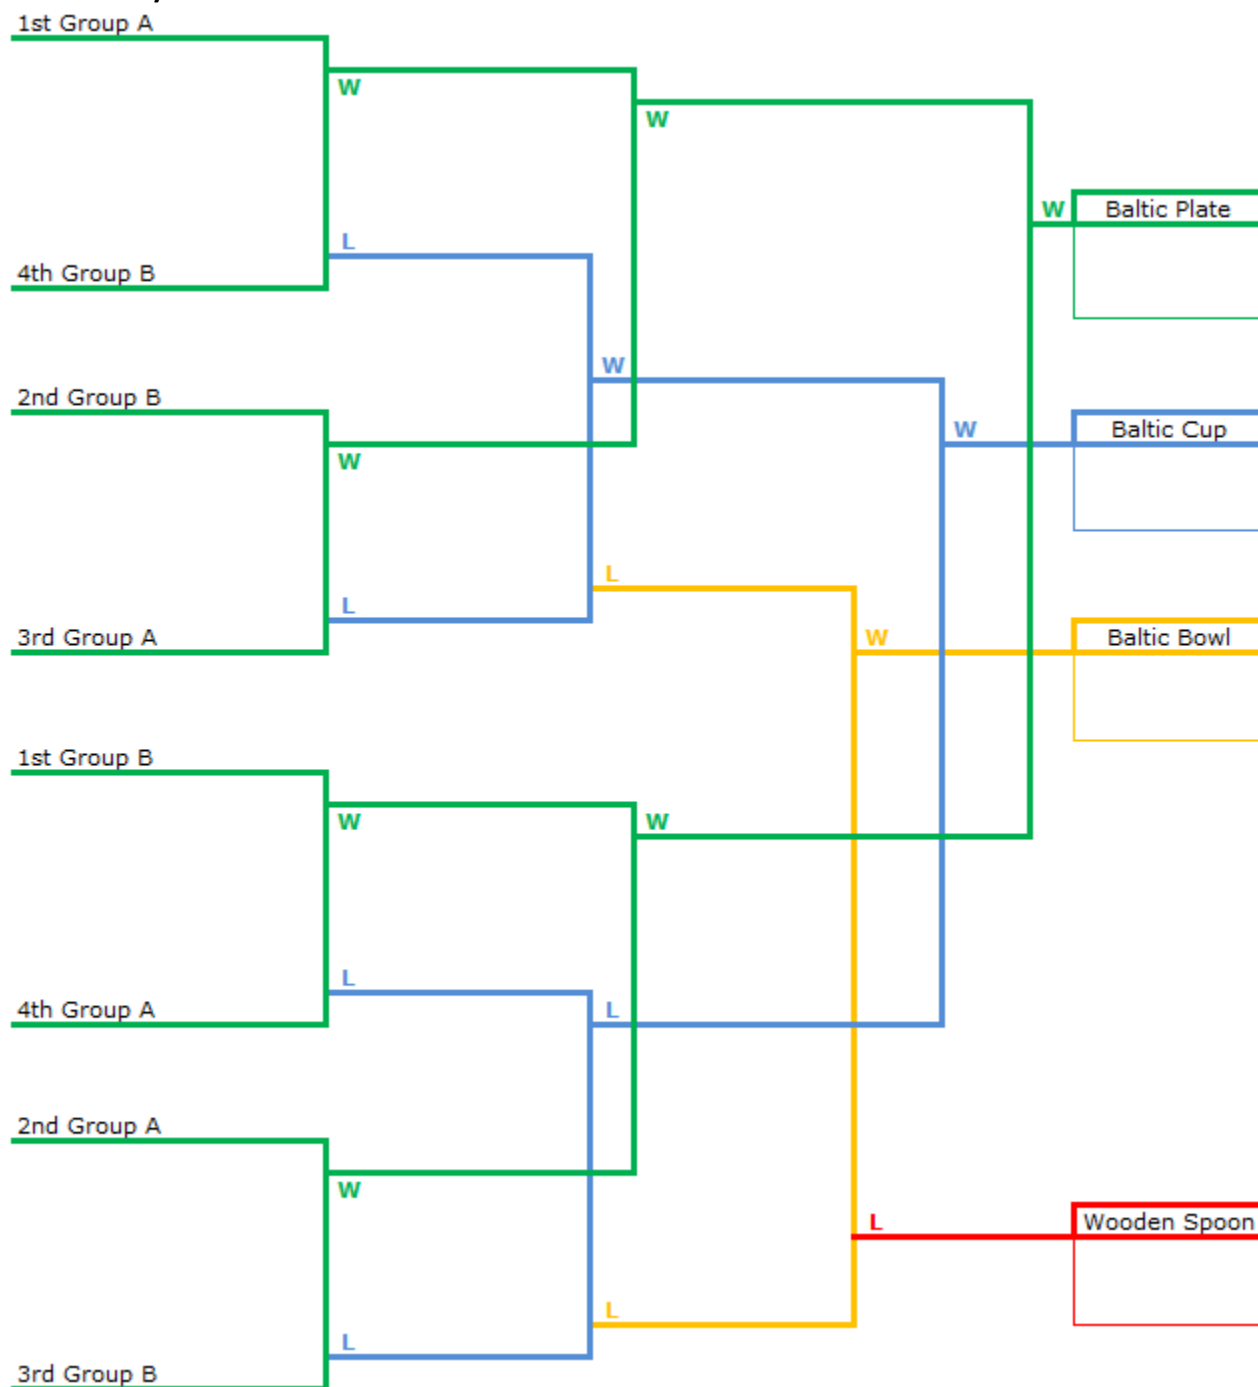 1st Group A
W
W
W Baltic Plate
L
4th Group B
W
2nd Group B
W Baltic Cup
W
L
L
3rd Group A
W Baltic Bowl
1st Group B
W
W
L
4th Group A
L
2nd Group A
W
L Wooden Spoon
L
L
3rd Group B